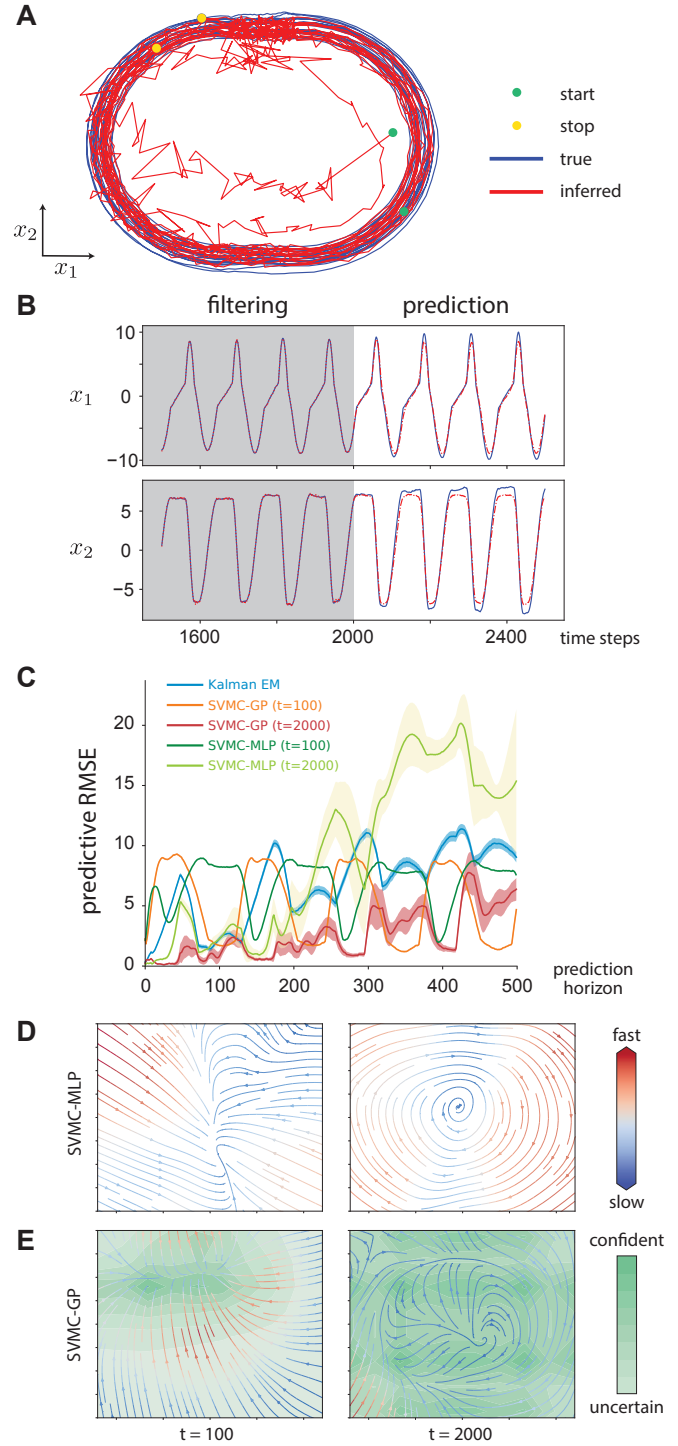 A
start
stop
true
inferred
x₂
x₁
B
filtering
prediction
10
x₁
0
−10
5
x₂
0
−5
1600
2000
2400
time steps
C
Kalman EM
SVMC-GP (t=100)
SVMC-GP (t=2000)
SVMC-MLP (t=100)
SVMC-MLP (t=2000)
predictive RMSE
20
15
10
5
0
0
100
200
300
400
500
prediction
horizon
D
SVMC-MLP
fast
slow
E
SVMC-GP
confident
uncertain
t = 100
t = 2000